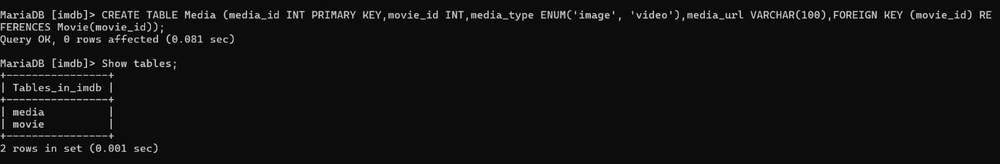 MariaDB [imdb]> CREATE TABLE Media (media_id INT PRIMARY KEY,movie_id INT,media_type ENUM('image', 'video'),media_url VARCHAR(100),FOREIGN KEY (movie_id) RE
FERENCES Movie(movie_id));
Query OK, 0 rows affected (0.081 sec)
MariaDB [imdb]> Show tables;
+----------------+
| Tables_in_imdb |
+----------------+
| media          |
| movie          |
+----------------+
2 rows in set (0.001 sec)